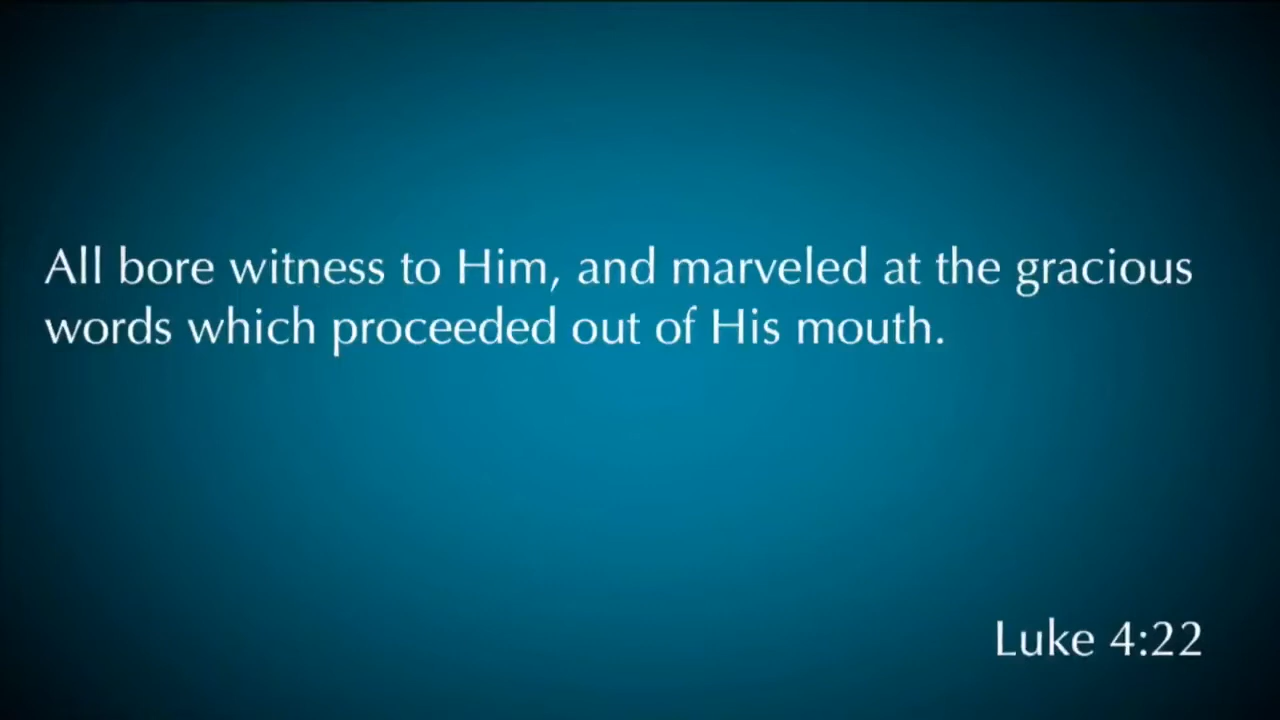 All bore witness to Him, and marveled at the gracious
words which proceeded out of His mouth.
Luke 4:22